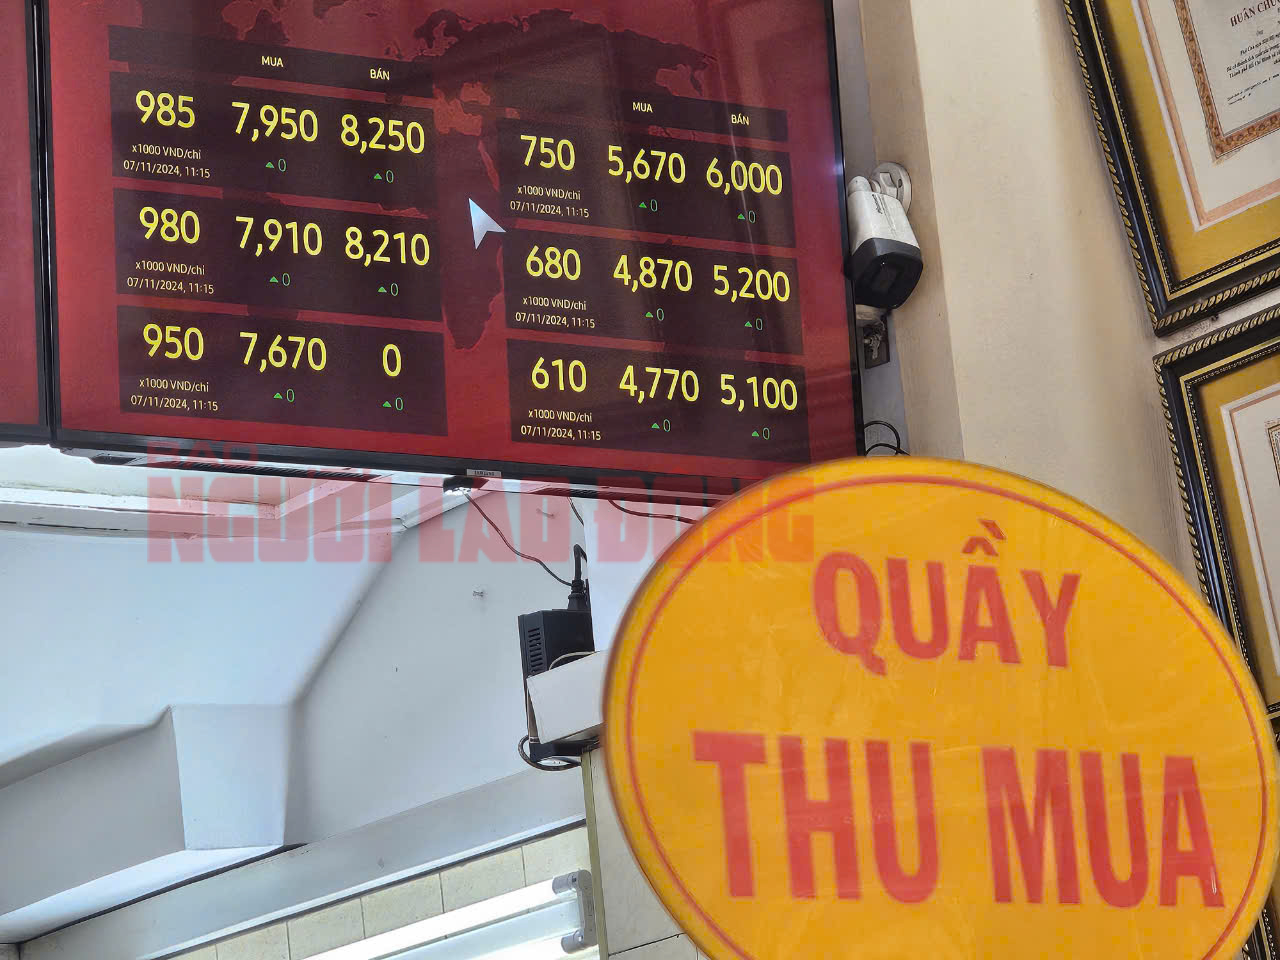 MUA BÁN
985 7,950 8,250
x1000 VND/chỉ 0 0
07/11/2024, 11:15
980 7,910 8,210
x1000 VND/chỉ 0 0
07/11/2024, 11:15
950 7,670 0
x1000 VND/chỉ 0 0
07/11/2024, 11:15
MUA BÁN
750 5,670 6,000
x1000 VND/chỉ 0 0
07/11/2024, 11:15
680 4,870 5,200
x1000 VND/chỉ 0 0
07/11/2024, 11:15
610 4,770 5,100
x1000 VND/chỉ 0 0
07/11/2024, 11:15
NGƯỜI LAO ĐỘNG
QUẦY
THU MUA